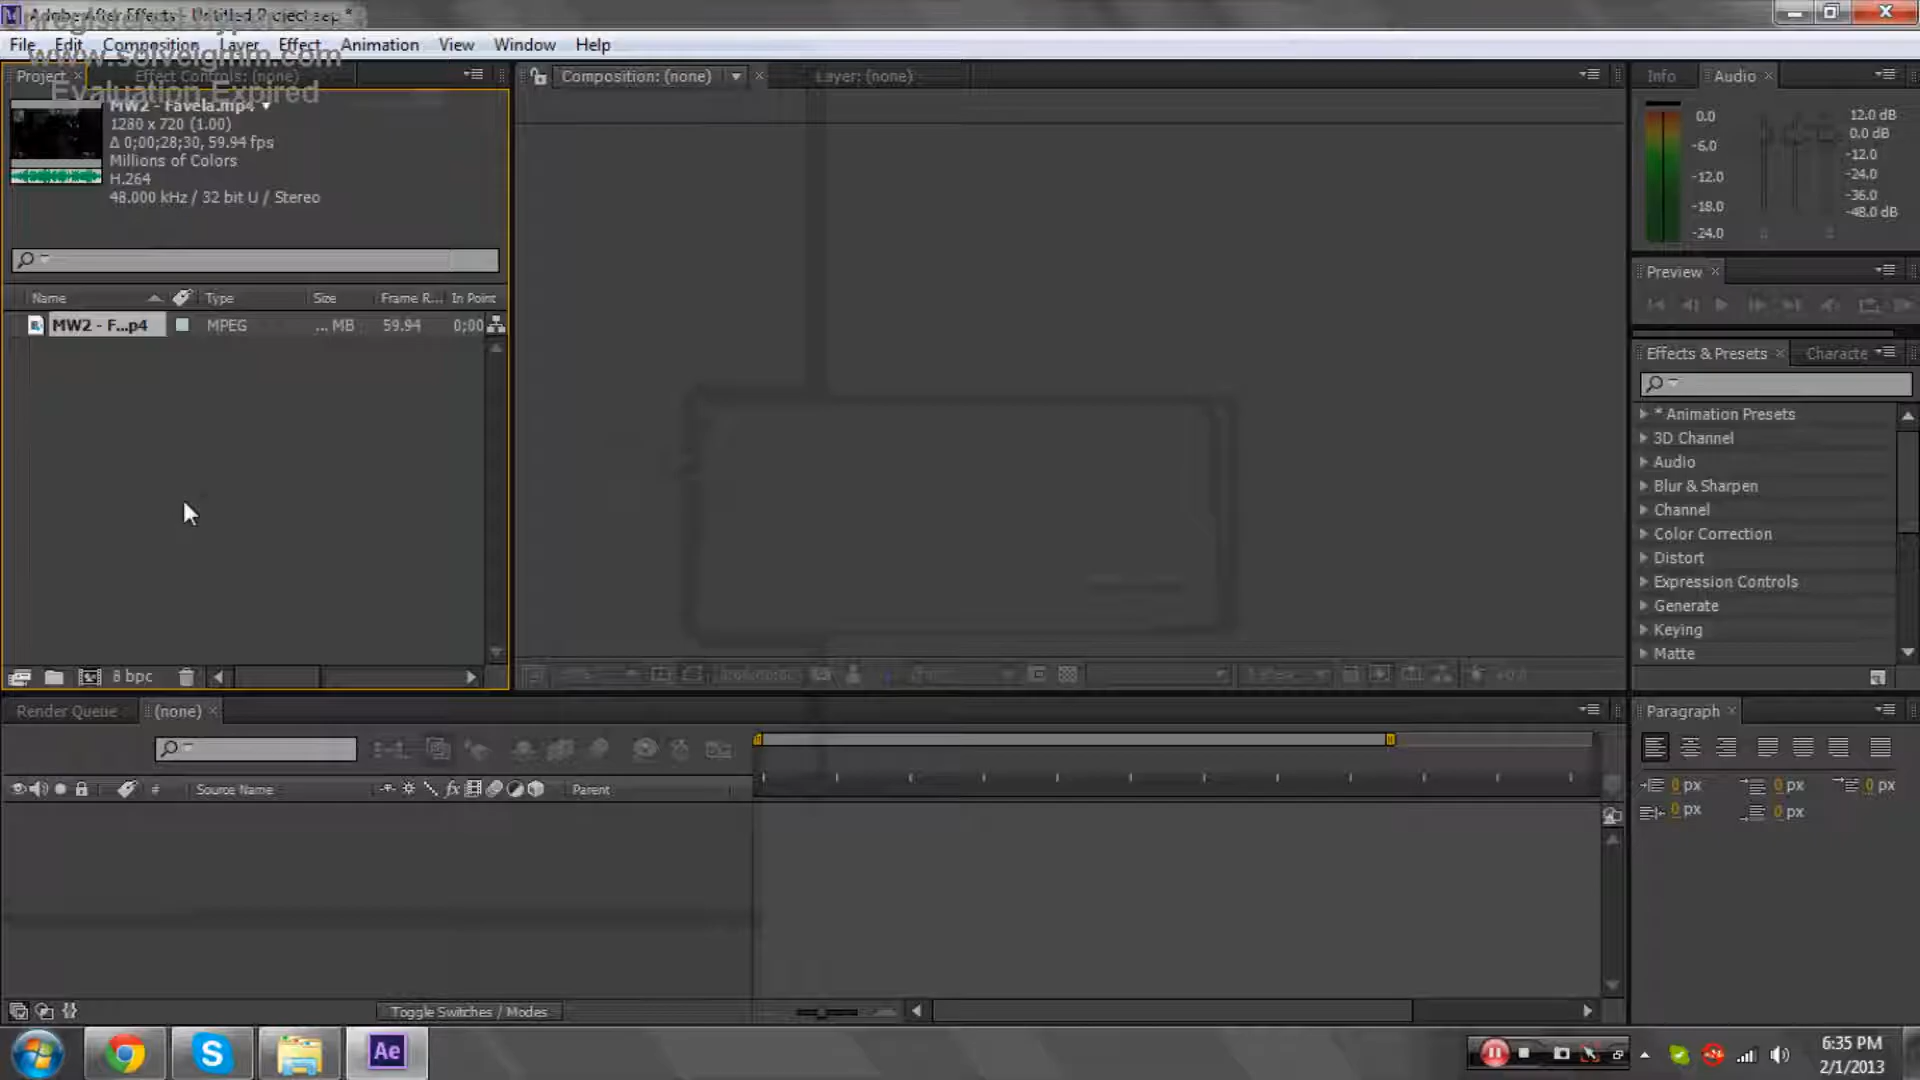 Adobe After Effects - Untitled Project.aep *
www.solveigmm.com
Evaluation Expired
File Edit Composition Layer Effect Animation View Window Help
Project Effect Controls: (none) Composition: (none) Layer: (none) Info Audio
MW2 - Favela.mp4
1280 x 720 (1.00)
Δ 0;00;28;30, 59.94 fps
Millions of Colors
H.264
48.000 kHz / 32 bit U / Stereo
0.0
-6.0
-12.0
-18.0
-24.0
12.0 dB
0.0 dB
-12.0
-24.0
-36.0
-48.0 dB
Preview
Name Type Size Frame R... In Point
MW2 - F...p4 MPEG ... MB 59.94 0;00
Effects & Presets Characte
* Animation Presets
3D Channel
Audio
Blur & Sharpen
Channel
Color Correction
Distort
Expression Controls
Generate
Keying
Matte
8 bpc
Render Queue (none)
Paragraph
# Source Name fx Parent
0 px 0 px 0 px
0 px 0 px
Toggle Switches / Modes
S Ae
6:35 PM
2/1/2013